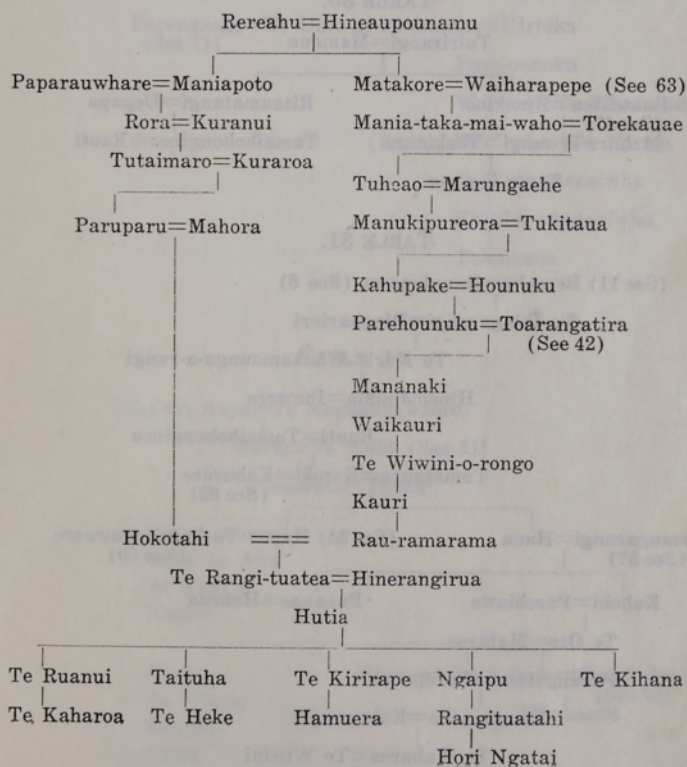 Rereahu=Hineaupounamu
Paparauwhare=Maniapoto Matakore=Waiharapepe (See 63)
Rora=Kuranui Mania-taka-mai-waho=Torekauae
Tutaimaro=Kuraroa Tuheao=Marungaehe
Paruparu=Mahora Manukipureora=Tukitaua
Kahupake=Hounuku
Parehounuku=Toarangatira
(See 42)
Mananaki
Waikauri
Te Wiwini-o-rongo
Kauri
Hokotahi === Rau-ramarama
Te Rangi-tuatea=Hinerangirua
Hutia
Te Ruanui Taituha Te Kirirape Ngaipu Te Kihana
Te Kaharoa Te Heke Hamuera Rangituatahi
Hori Ngatai